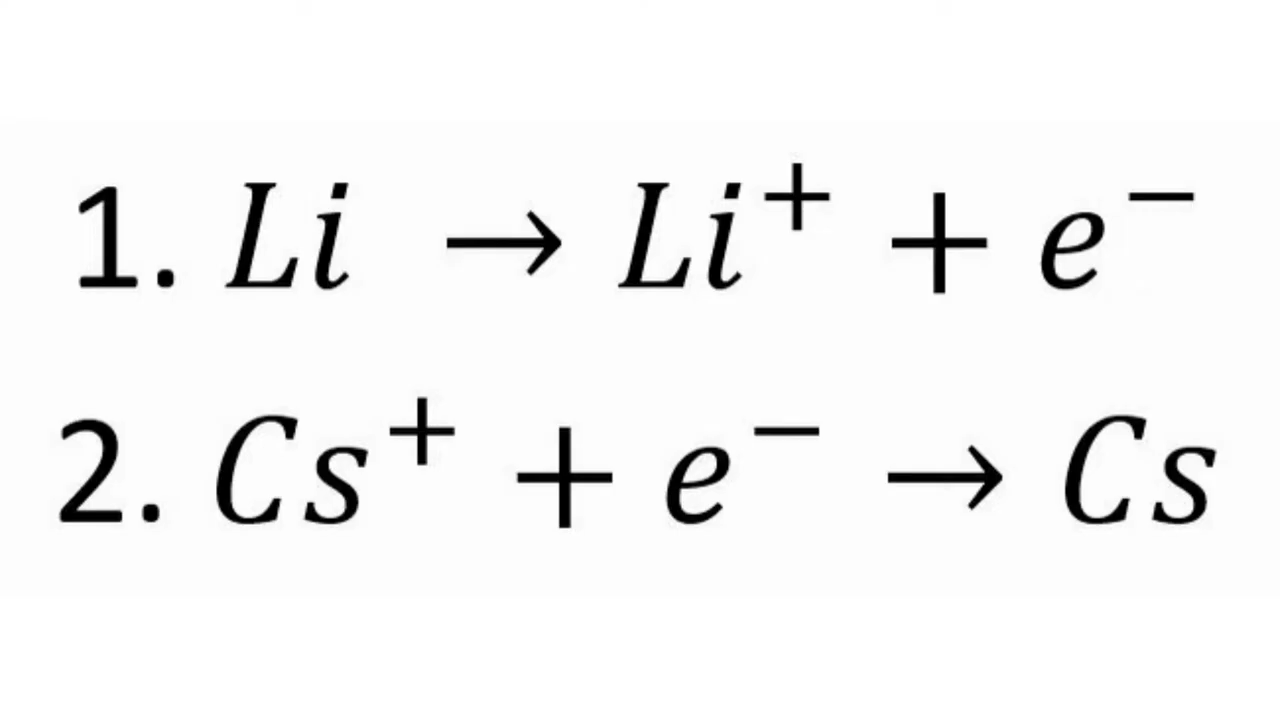 1. Li → Li⁺ + e⁻
2. Cs⁺ + e⁻ → Cs